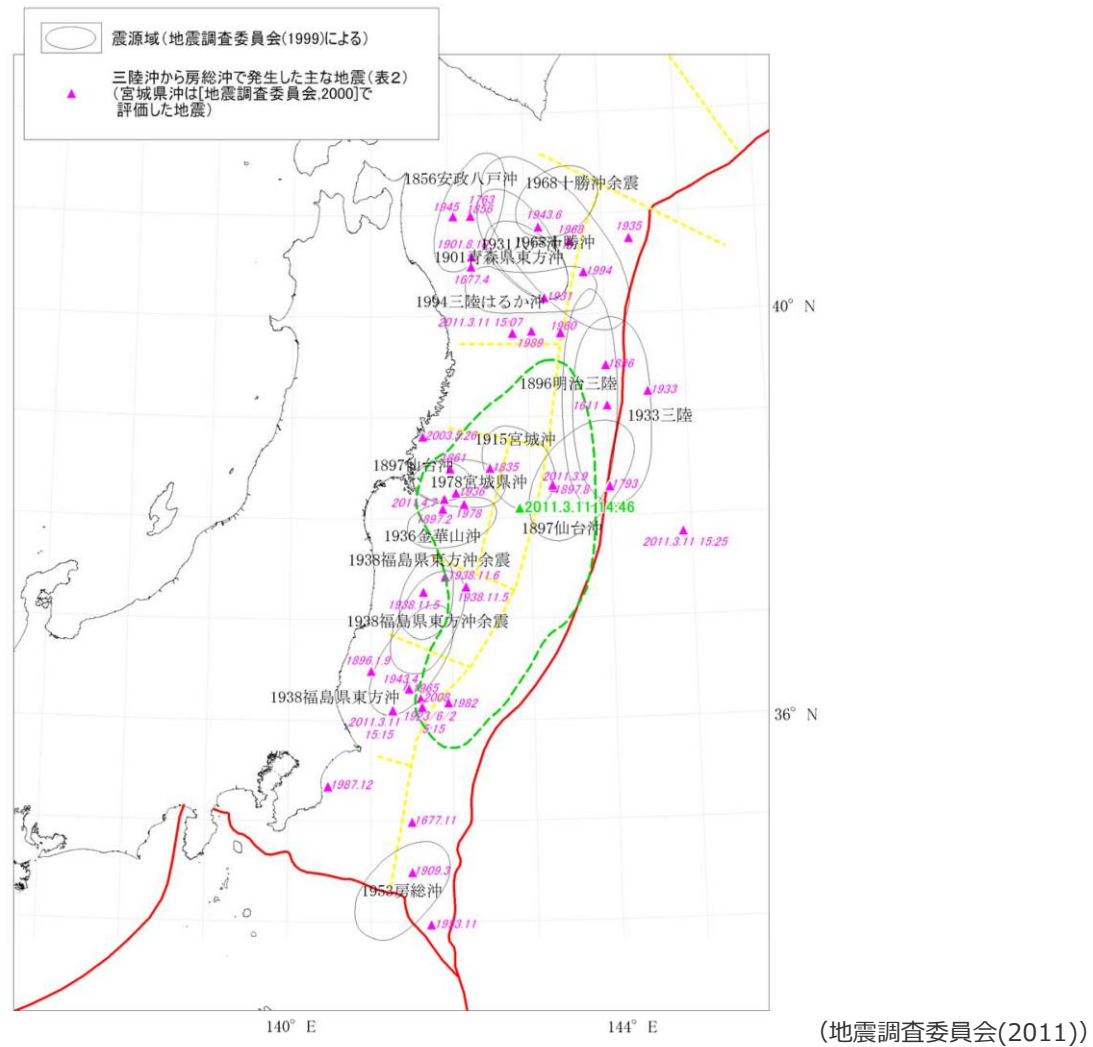 震源域(地震調査委員会(1999)による)
三陸沖から房総沖で発生した主な地震(表2)
(宮城県沖は[地震調査委員会,2000]で
評価した地震)
1856安政八戸沖
1968十勝沖余震
1763
1945
1856
1943.6
1968
1935
1968十勝沖
1901青森県東方沖
1677.4
1994
1931
1994三陸はるか沖
40° N
2011.3.11 15:07
1989
1960
1896
1896明治三陸
1933
1611
1933三陸
2003.5.26
1915宮城沖
1861
1897仙台沖
1835
1978宮城県沖
2011.3.9
1897.8
1793
1936
1978
1897.2
2011.3.11 14:46
1897仙台沖
1936金華山沖
2011.3.11 15:25
1938福島県東方沖余震
1938.11.6
1938.11.5
1938.11.5
1938福島県東方沖余震
1896.1.9
1943.4
1965
1938福島県東方沖
2008
1982
36° N
2011.3.11
15:15
1923/6/2
5:15
1987.12
1677.11
1909.3
1953房総沖
1953.11
140° E
144° E
(地震調査委員会(2011))